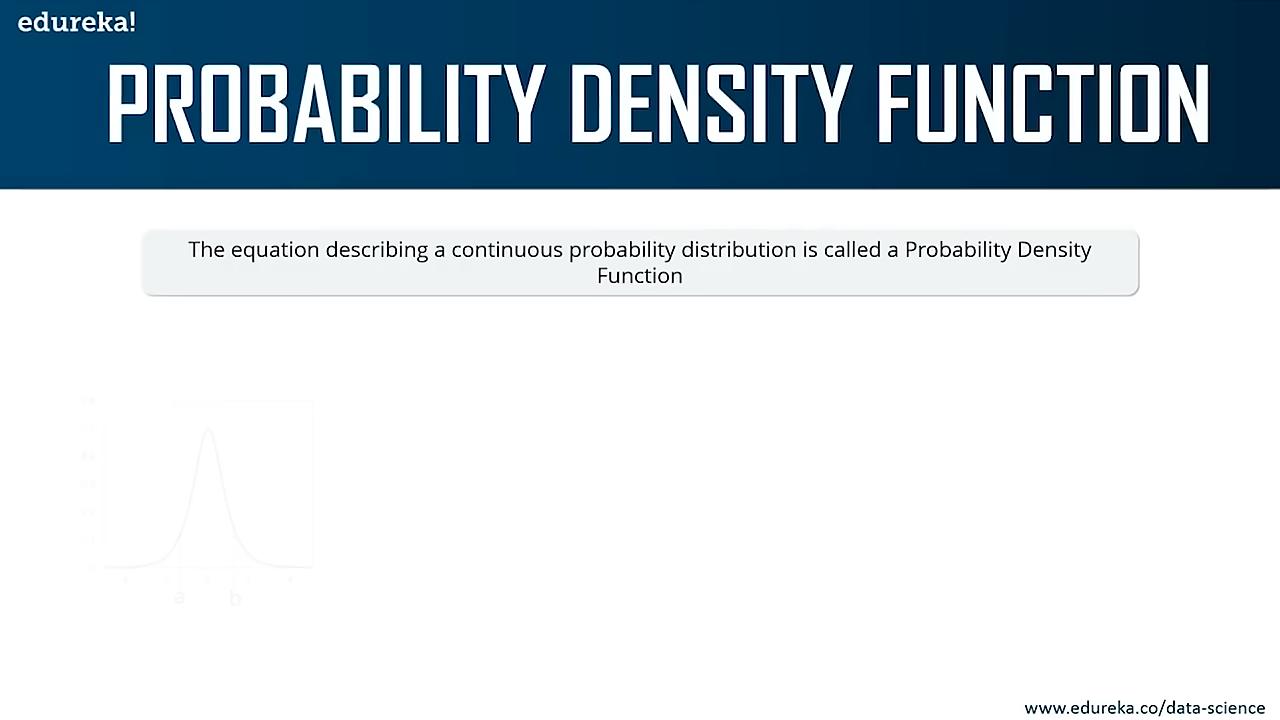 edureka!
PROBABILITY DENSITY FUNCTION
The equation describing a continuous probability distribution is called a Probability Density
Function
a b
www.edureka.co/data-science